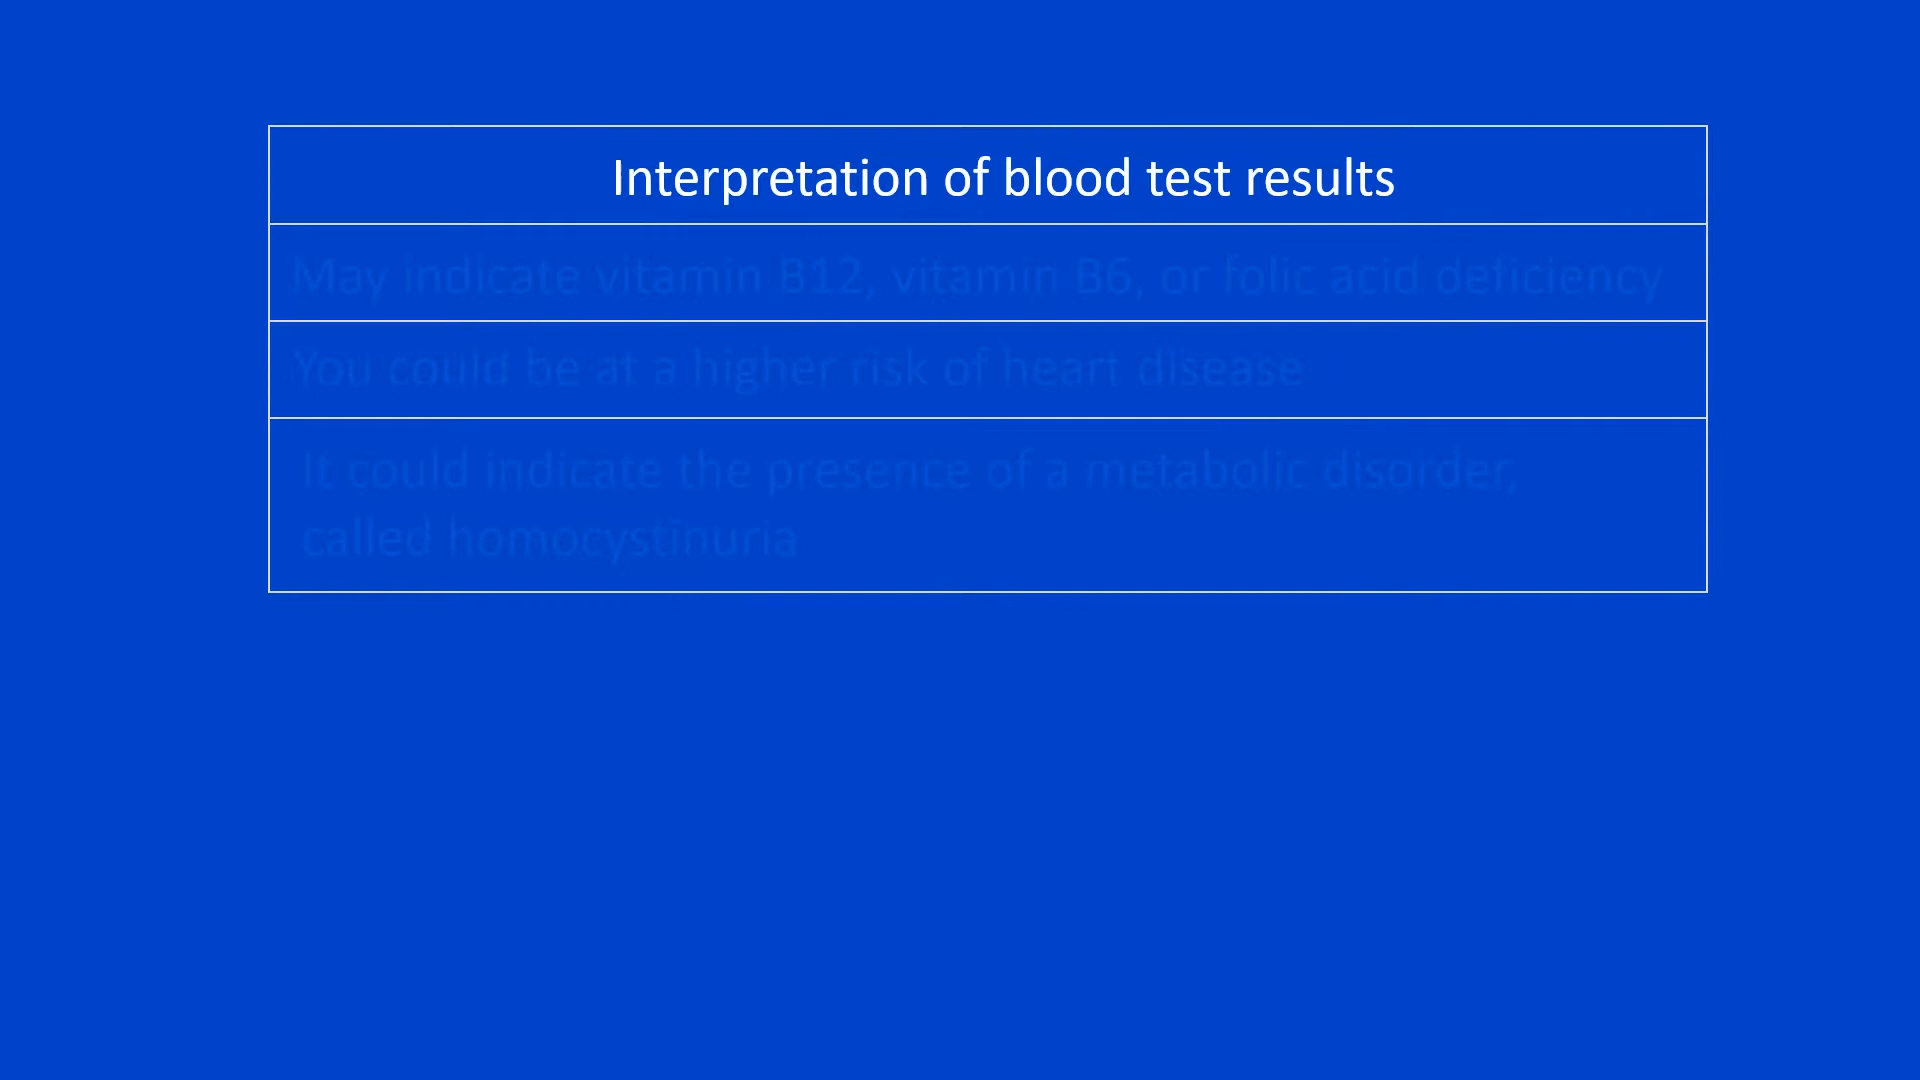 Interpretation of blood test results
May indicate vitamin B12, vitamin B6, or folic acid deficiency
You could be at a higher risk of heart disease
It could indicate the presence of a metabolic disorder,
called homocystinuria